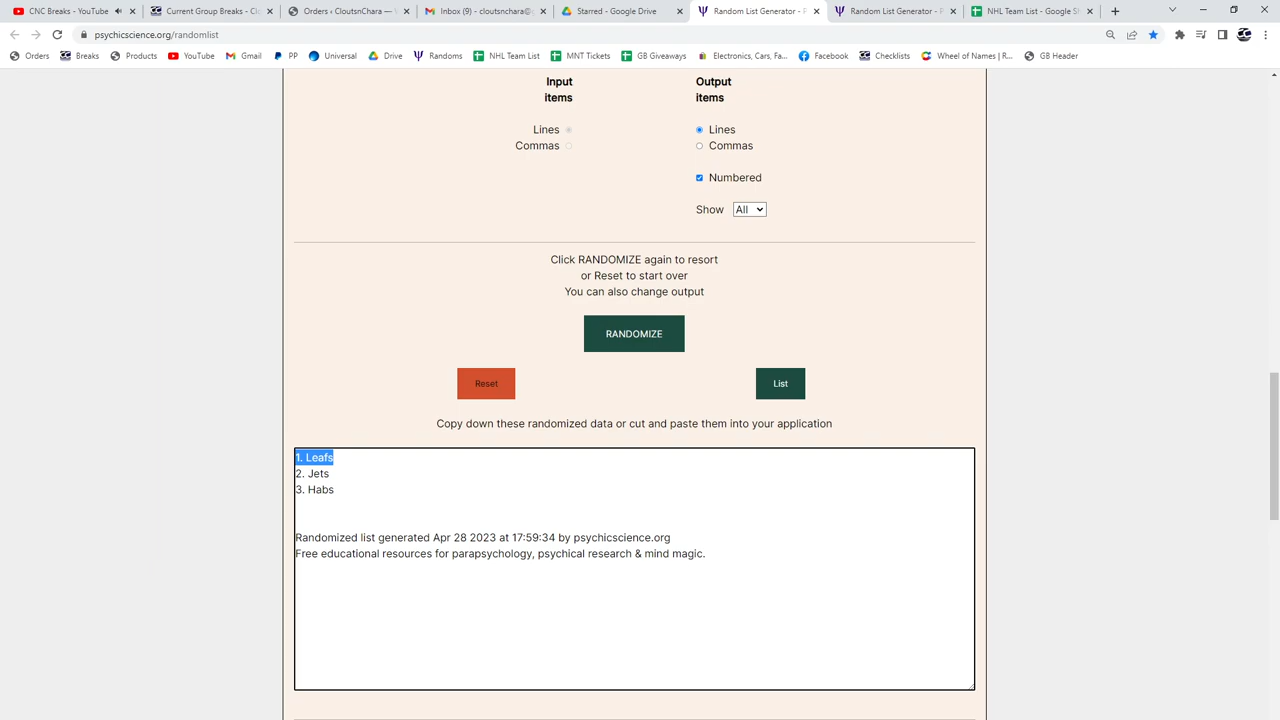 CNC Breaks - YouTube
Current Group Breaks - Clo
Orders ‹ CloutsnChara —
Inbox (9) - cloutsnchara@g
Starred - Google Drive
Random List Generator - P
Random List Generator - P
NHL Team List - Google Sh
psychicscience.org/randomlist
Orders
Breaks
Products
YouTube
Gmail
PP
Universal
Drive
Randoms
NHL Team List
MNT Tickets
GB Giveaways
Electronics, Cars, Fa...
Facebook
Checklists
Wheel of Names | R...
GB Header
Input
items
Output
items
Lines
Commas
Lines
Commas
Numbered
Show All
Click RANDOMIZE again to resort
or Reset to start over
You can also change output
RANDOMIZE
Reset
List
Copy down these randomized data or cut and paste them into your application
1. Leafs
2. Jets
3. Habs
Randomized list generated Apr 28 2023 at 17:59:34 by psychicscience.org
Free educational resources for parapsychology, psychical research & mind magic.